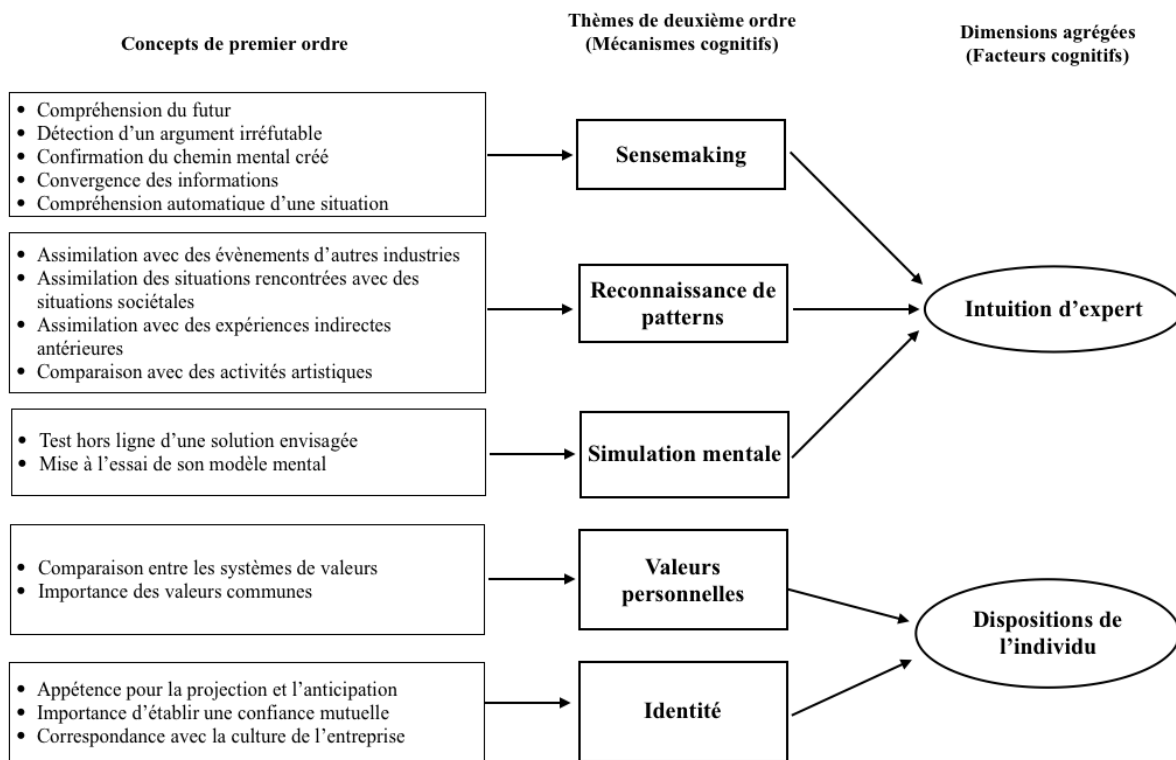 Concepts de premier ordre
Thèmes de deuxième ordre
(Mécanismes cognitifs)
Dimensions agrégées
(Facteurs cognitifs)
• Compréhension du futur
• Détection d’un argument irréfutable
• Confirmation du chemin mental créé
• Convergence des informations
• Compréhension automatique d’une situation
Sensemaking
• Assimilation avec des évènements d’autres industries
• Assimilation des situations rencontrées avec des
situations sociétales
• Assimilation avec des expériences indirectes
antérieures
• Comparaison avec des activités artistiques
Reconnaissance de
patterns
Intuition d’expert
• Test hors ligne d’une solution envisagée
• Mise à l’essai de son modèle mental
Simulation mentale
• Comparaison entre les systèmes de valeurs
• Importance des valeurs communes
Valeurs
personnelles
Dispositions de
l’individu
• Appétence pour la projection et l’anticipation
• Importance d’établir une confiance mutuelle
• Correspondance avec la culture de l’entreprise
Identité